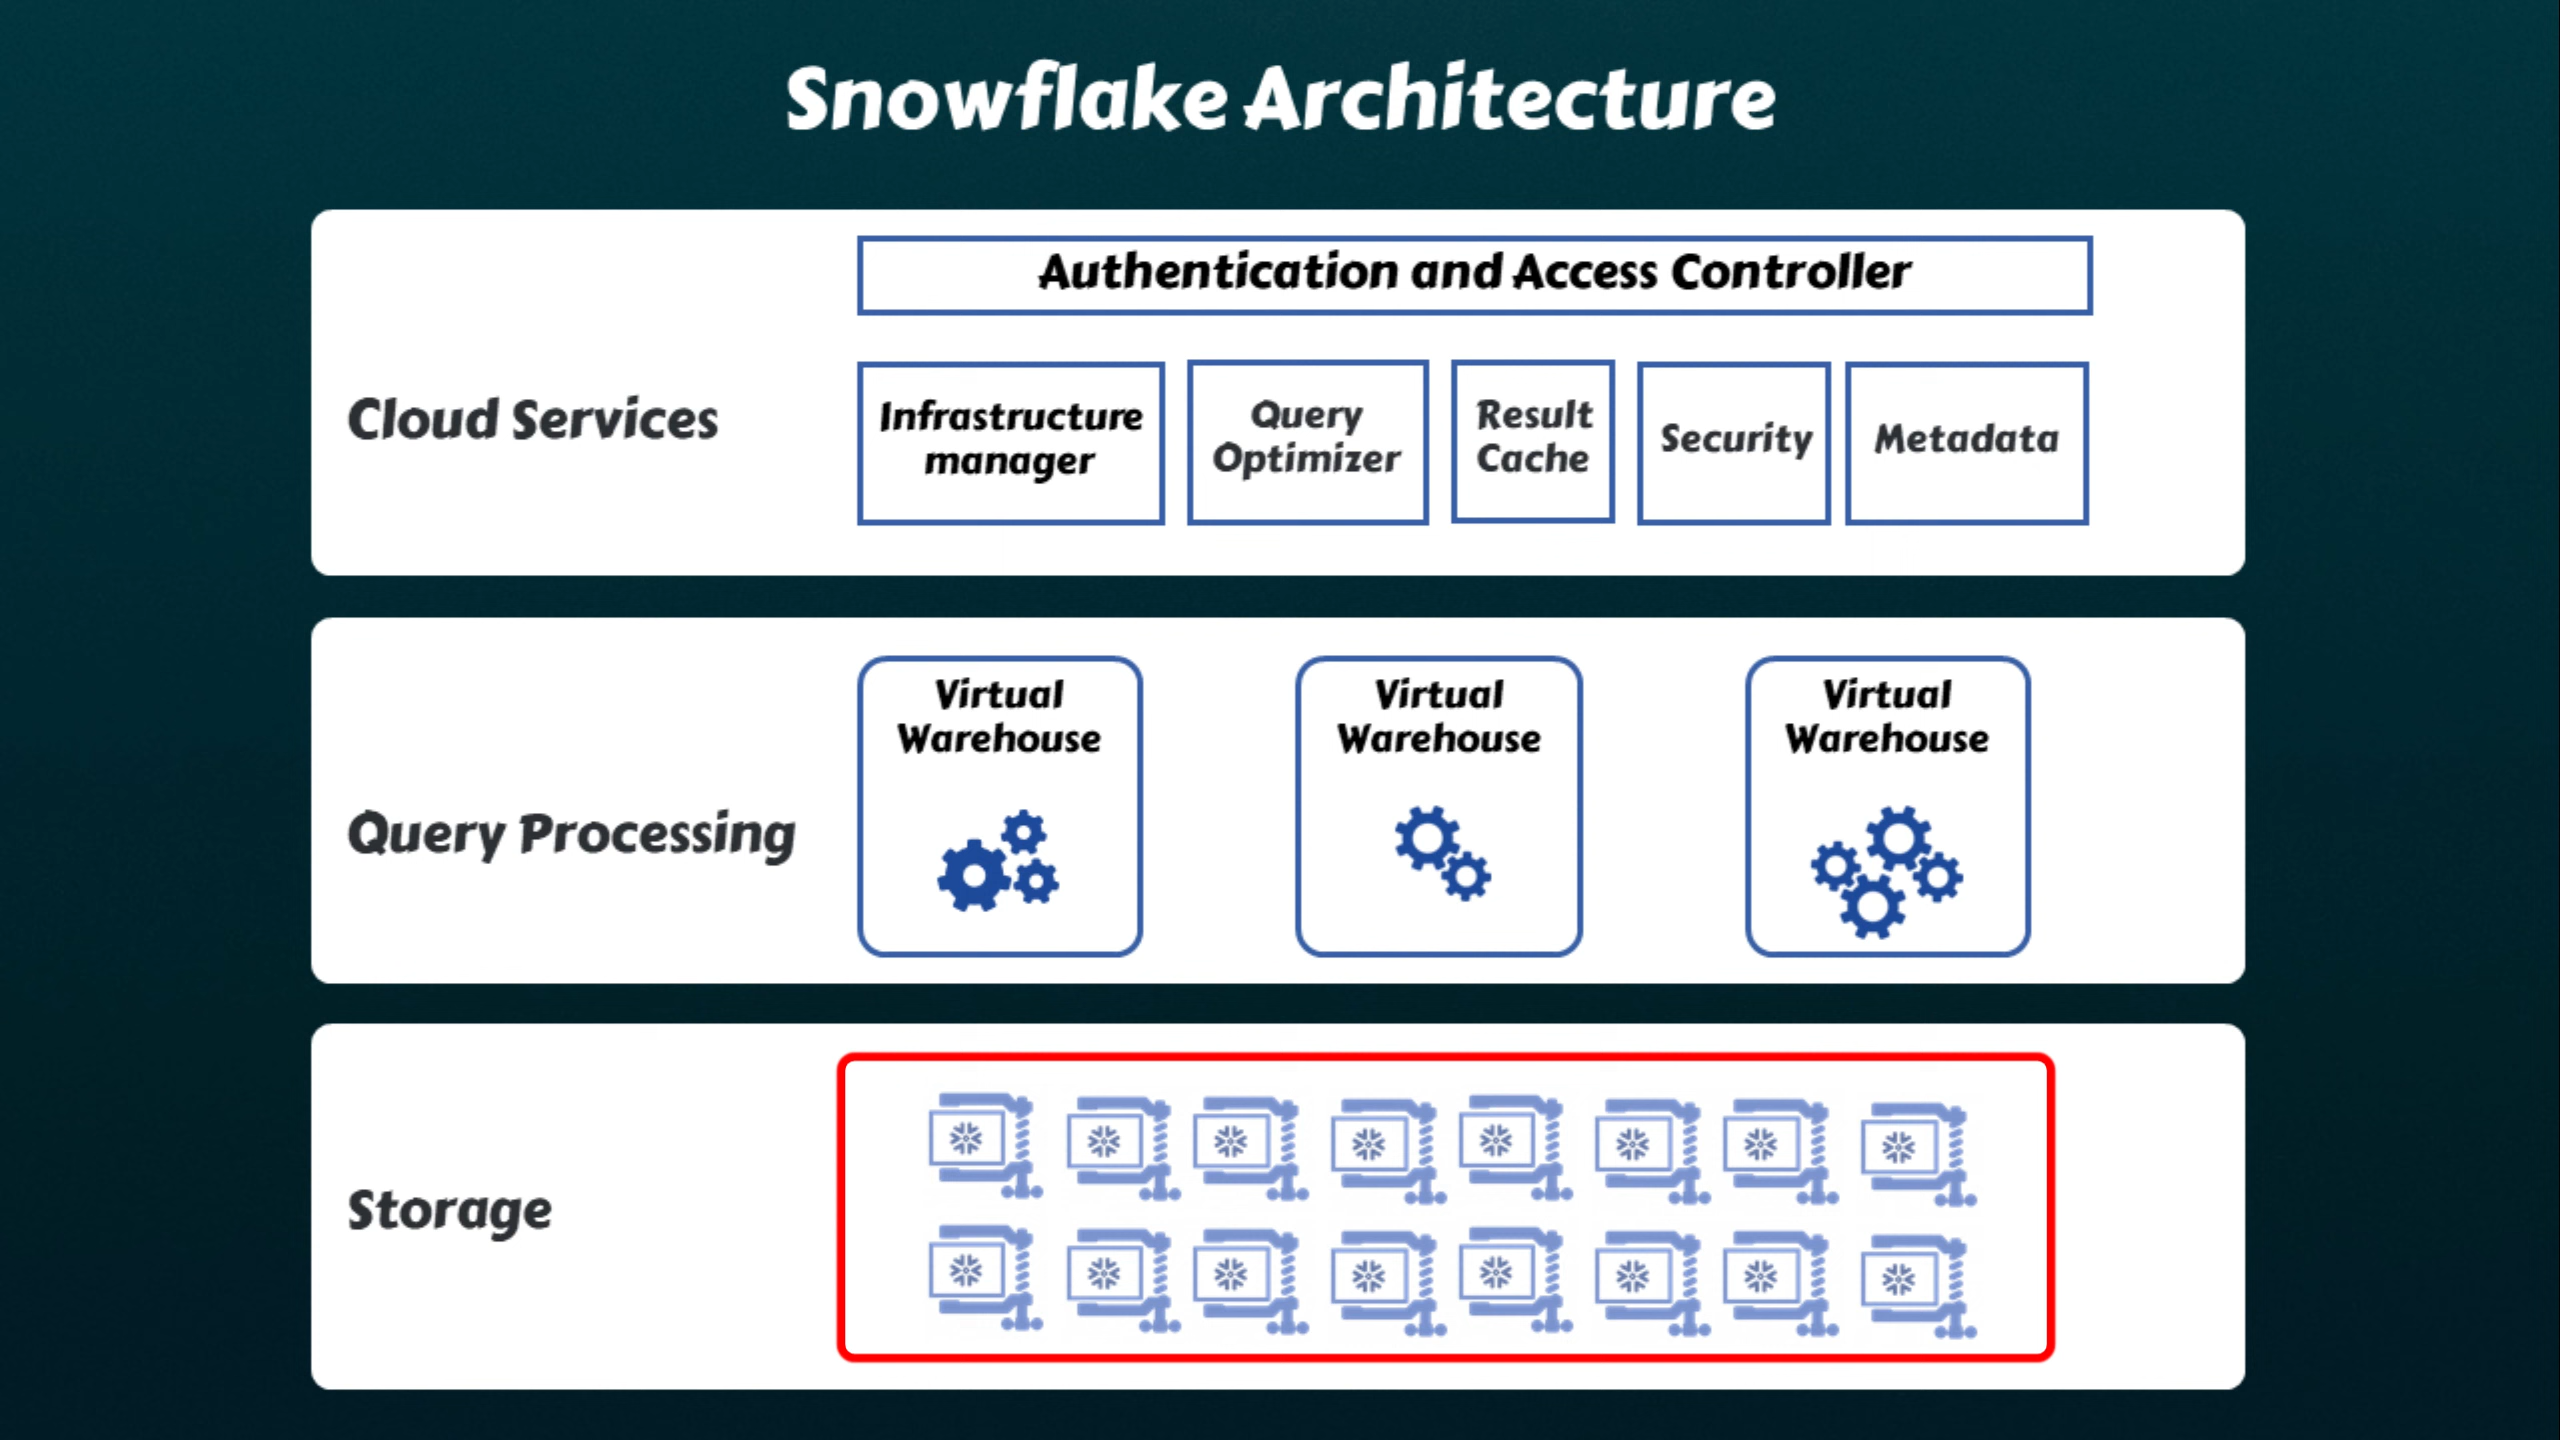 Snowflake Architecture
Authentication and Access Controller
Cloud Services
Infrastructure
manager
Query
Optimizer
Result
Cache
Security
Metadata
Query Processing
Virtual
Warehouse
Virtual
Warehouse
Virtual
Warehouse
Storage